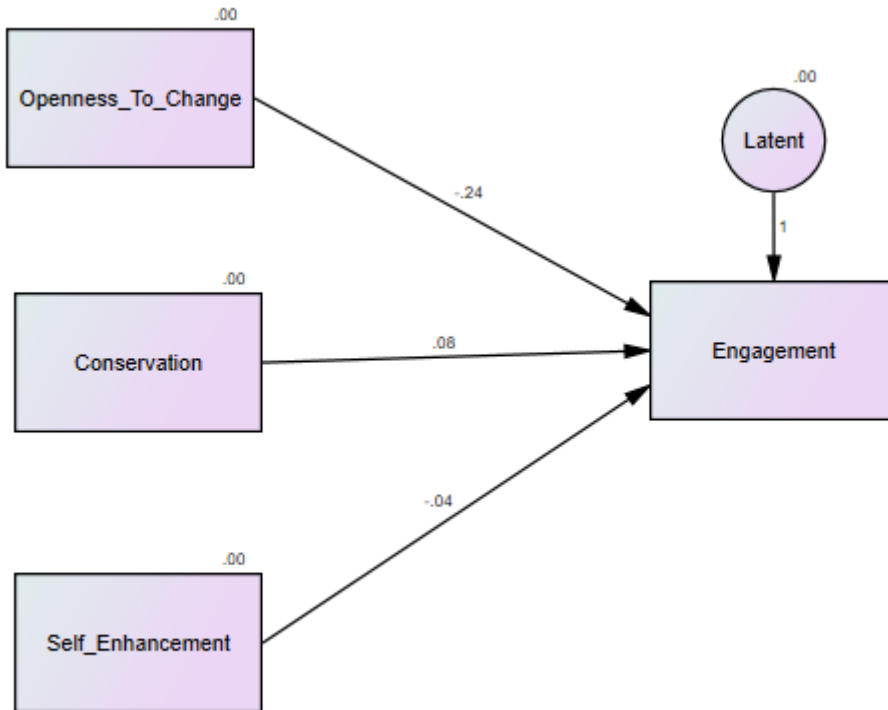 .00
Openness_To_Change
.00
Latent
-.24
1
.00
Conservation
.08
Engagement
-.04
.00
Self_Enhancement